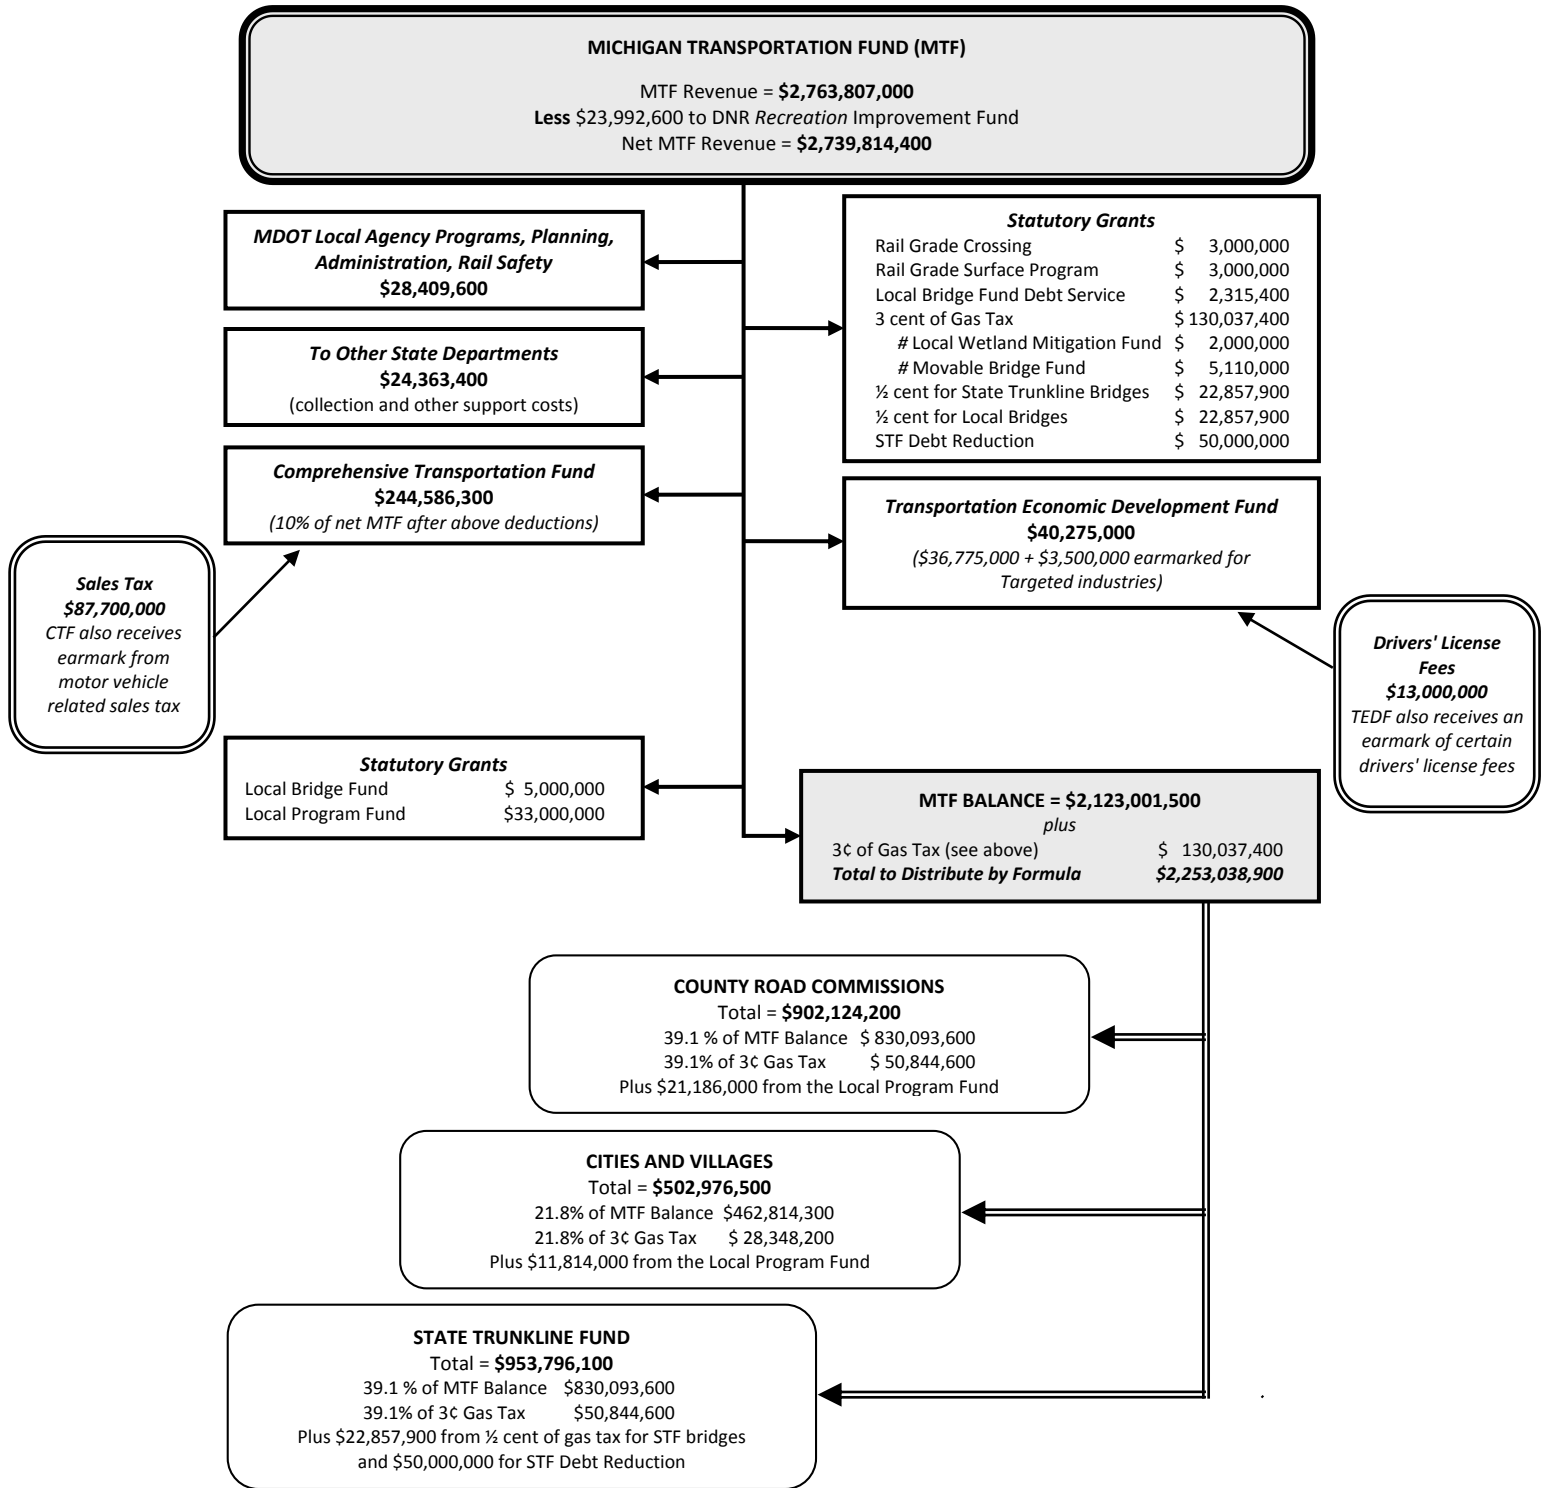 MICHIGAN TRANSPORTATION FUND (MTF)
MTF Revenue = $2,763,807,000
Less $23,992,600 to DNR Recreation Improvement Fund
Net MTF Revenue = $2,739,814,400
MDOT Local Agency Programs, Planning,
Administration, Rail Safety
$28,409,600
Statutory Grants
Rail Grade Crossing $ 3,000,000
Rail Grade Surface Program $ 3,000,000
Local Bridge Fund Debt Service $ 2,315,400
3 cent of Gas Tax $ 130,037,400
# Local Wetland Mitigation Fund $ 2,000,000
# Movable Bridge Fund $ 5,110,000
½ cent for State Trunkline Bridges $ 22,857,900
½ cent for Local Bridges $ 22,857,900
STF Debt Reduction $ 50,000,000
To Other State Departments
$24,363,400
(collection and other support costs)
Comprehensive Transportation Fund
$244,586,300
(10% of net MTF after above deductions)
Transportation Economic Development Fund
$40,275,000
($36,775,000 + $3,500,000 earmarked for
Targeted industries)
Sales Tax
$87,700,000
CTF also receives
earmark from
motor vehicle
related sales tax
Drivers' License
Fees
$13,000,000
TEDF also receives an
earmark of certain
drivers' license fees
Statutory Grants
Local Bridge Fund $ 5,000,000
Local Program Fund $33,000,000
MTF BALANCE = $2,123,001,500
plus
3¢ of Gas Tax (see above) $ 130,037,400
Total to Distribute by Formula $2,253,038,900
COUNTY ROAD COMMISSIONS
Total = $902,124,200
39.1 % of MTF Balance $ 830,093,600
39.1% of 3¢ Gas Tax $ 50,844,600
Plus $21,186,000 from the Local Program Fund
CITIES AND VILLAGES
Total = $502,976,500
21.8% of MTF Balance $462,814,300
21.8% of 3¢ Gas Tax $ 28,348,200
Plus $11,814,000 from the Local Program Fund
STATE TRUNKLINE FUND
Total = $953,796,100
39.1 % of MTF Balance $830,093,600
39.1% of 3¢ Gas Tax $50,844,600
Plus $22,857,900 from ½ cent of gas tax for STF bridges
and $50,000,000 for STF Debt Reduction